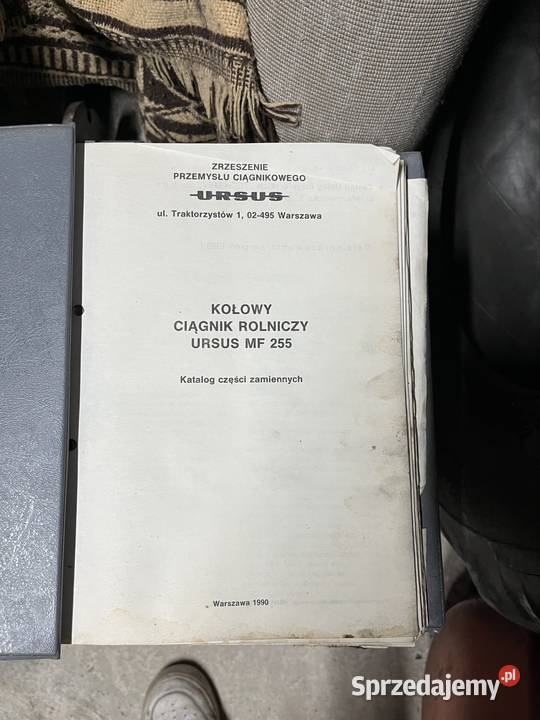 ZRZESZENIE
PRZEMYSŁU CIĄGNIKOWEGO
URSUS
ul. Traktorzystów 1, 02-495 Warszawa
KOŁOWY
CIĄGNIK ROLNICZY
URSUS MF 255
Katalog części zamiennych
Warszawa 1990
Sprzedajemy.pl